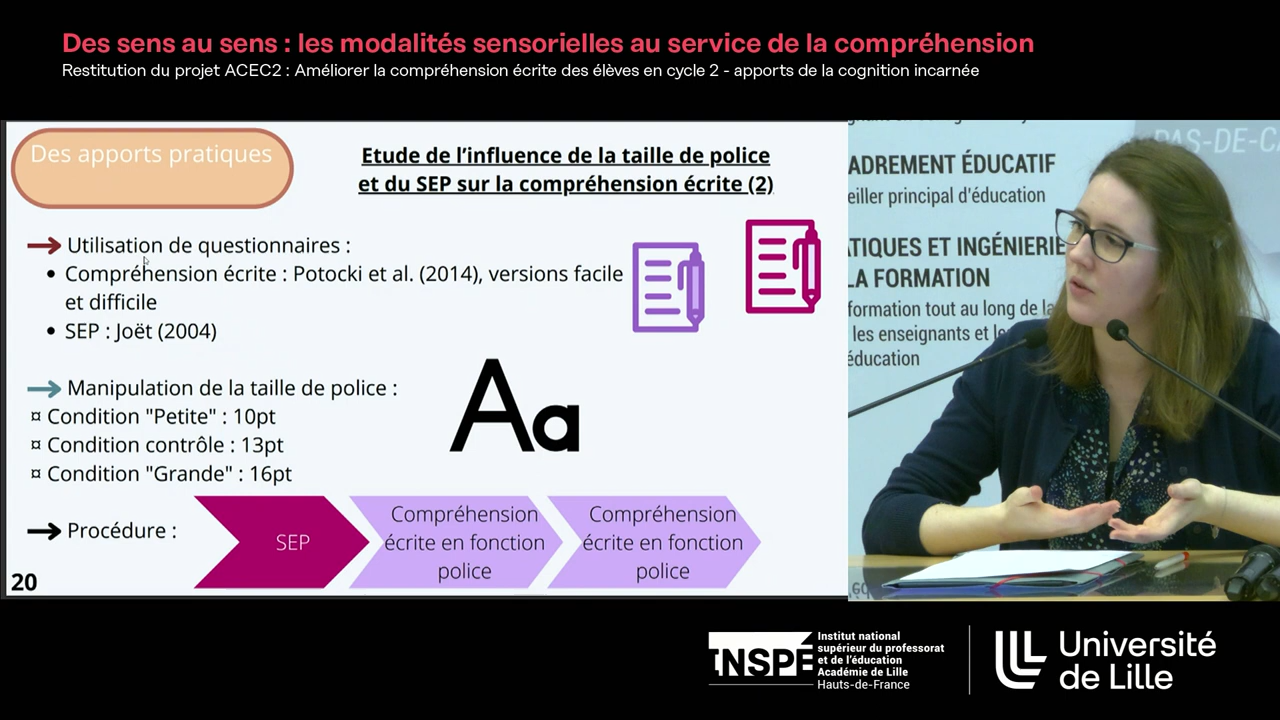 Des sens au sens : les modalités sensorielles au service de la compréhension
Restitution du projet ACEC2 : Améliorer la compréhension écrite des élèves en cycle 2 - apports de la cognition incarnée
Des apports pratiques
Etude de l'influence de la taille de police
et du SEP sur la compréhension écrite (2)
Utilisation de questionnaires :
• Compréhension écrite : Potocki et al. (2014), versions facile
et difficile
• SEP : Joët (2004)
Manipulation de la taille de police :
¤ Condition "Petite" : 10pt
¤ Condition contrôle : 13pt
¤ Condition "Grande" : 16pt
Aa
Procédure :
SEP
Compréhension
écrite en fonction
police
Compréhension
écrite en fonction
police
20
PAS-DE-CA
ADREMENT ÉDUCATIF
eiller principal d'éducation
TIQUES ET INGÉNIERIE
LA FORMATION
formation tout au long de la
les enseignants et le
éducation
INSPÉ
Institut national
supérieur du professorat
et de l'éducation
Académie de Lille
Hauts-de-France
Université
de Lille